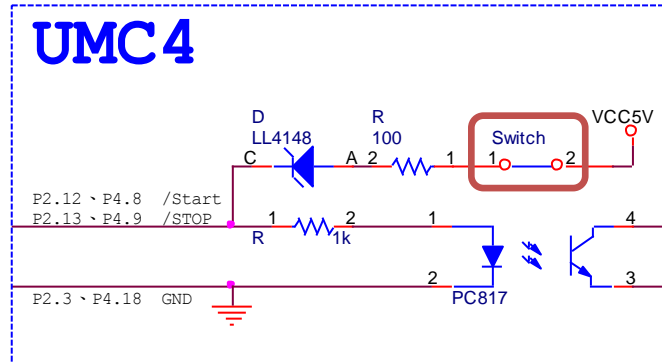 UMC4
D
LL4148
R
100
Switch
VCC5V
C
A
2
1
1
2
P2.12、P4.8 /Start
P2.13、P4.9 /STOP
1
2
1
4
R
1k
2
3
P2.3、P4.18 GND
PC817